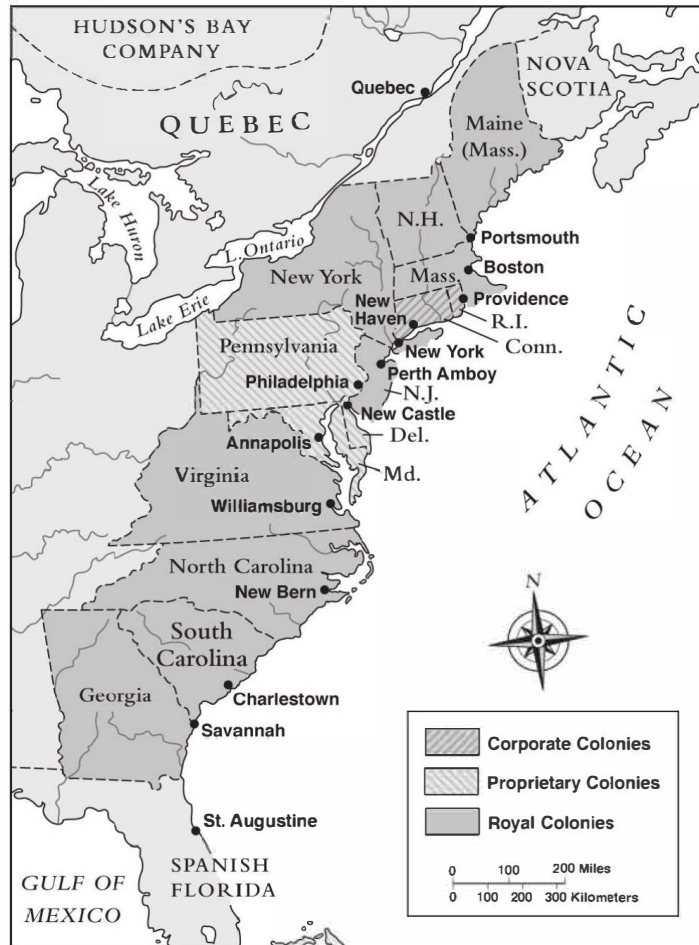 HUDSON'S BAY
COMPANY
NOVA
SCOTIA
Quebec
QUEBEC
Maine
(Mass.)
Lake Huron
L. Ontario
N.H.
Portsmouth
Mass.
Boston
New York
Lake Erie
New
Haven
Providence
R.I.
Conn.
Pennsylvania
New York
Perth Amboy
Philadelphia
N.J.
New Castle
Annapolis
Del.
Md.
Virginia
Williamsburg
ATLANTIC
OCEAN
North Carolina
New Bern
N
South
Carolina
Georgia
Charlestown
Savannah
Corporate Colonies
Proprietary Colonies
Royal Colonies
St. Augustine
SPANISH
FLORIDA
GULF OF
MEXICO
0 100 200 Miles
0 100 200 300 Kilometers